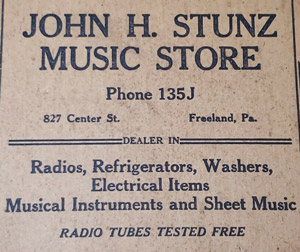 JOHN H. STUNZ
MUSIC STORE
Phone 135J
827 Center St. Freeland, Pa.
DEALER IN
Radios, Refrigerators, Washers,
Electrical Items
Musical Instruments and Sheet Music
RADIO TUBES TESTED FREE